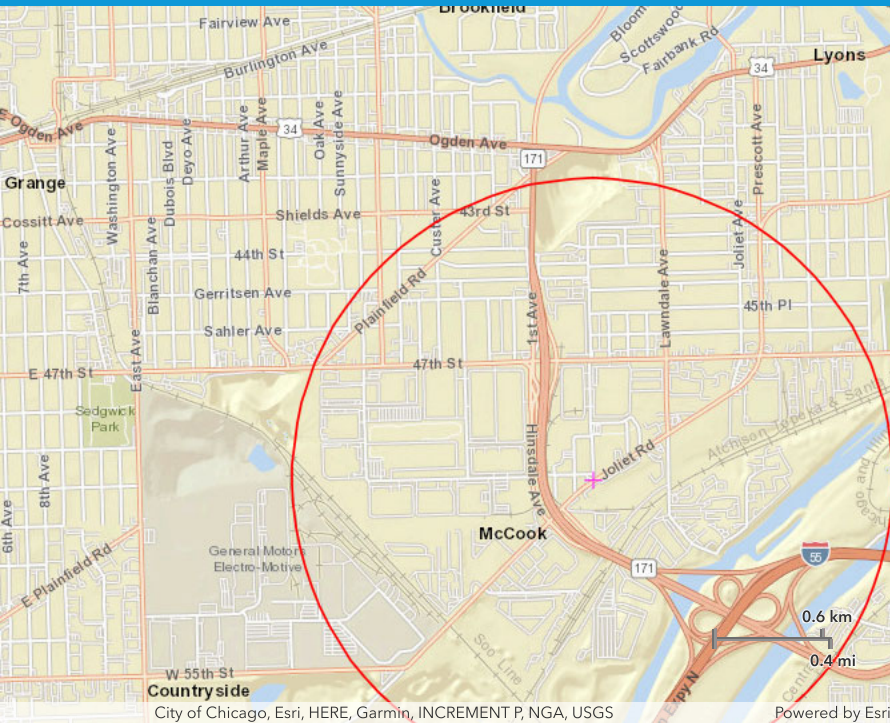 Brookfield
Fairview Ave
Bloom
Scottswood
Fairbank Rd
Burlington Ave
Lyons
34
E Ogden Ave
34
Ogden Ave
171
Washington Ave
Dubois Blvd
Deyo Ave
Arthur Ave
Maple Ave
Oak Ave
Sunnyside Ave
Prescott Ave
Grange
Cossitt Ave
Shields Ave
43rd St
Custer Ave
Joliet Ave
7th Ave
Blanchan Ave
44th St
Gerritsen Ave
Plainfield Rd
Lawndale Ave
45th Pl
Sahler Ave
1st Ave
East Ave
E 47th St
47th St
Sedgwick
Park
Atchison Topeka & Sant
Joliet Rd
Hinsdale Ave
8th Ave
6th Ave
McCook
General Motors
Electro-Motive
E Plainfield Rd
55
171
0.6 km
0.4 mi
Soo Line
W 55th St
Countryside
Expy N
City of Chicago, Esri, HERE, Garmin, INCREMENT P, NGA, USGS
Powered by Esr